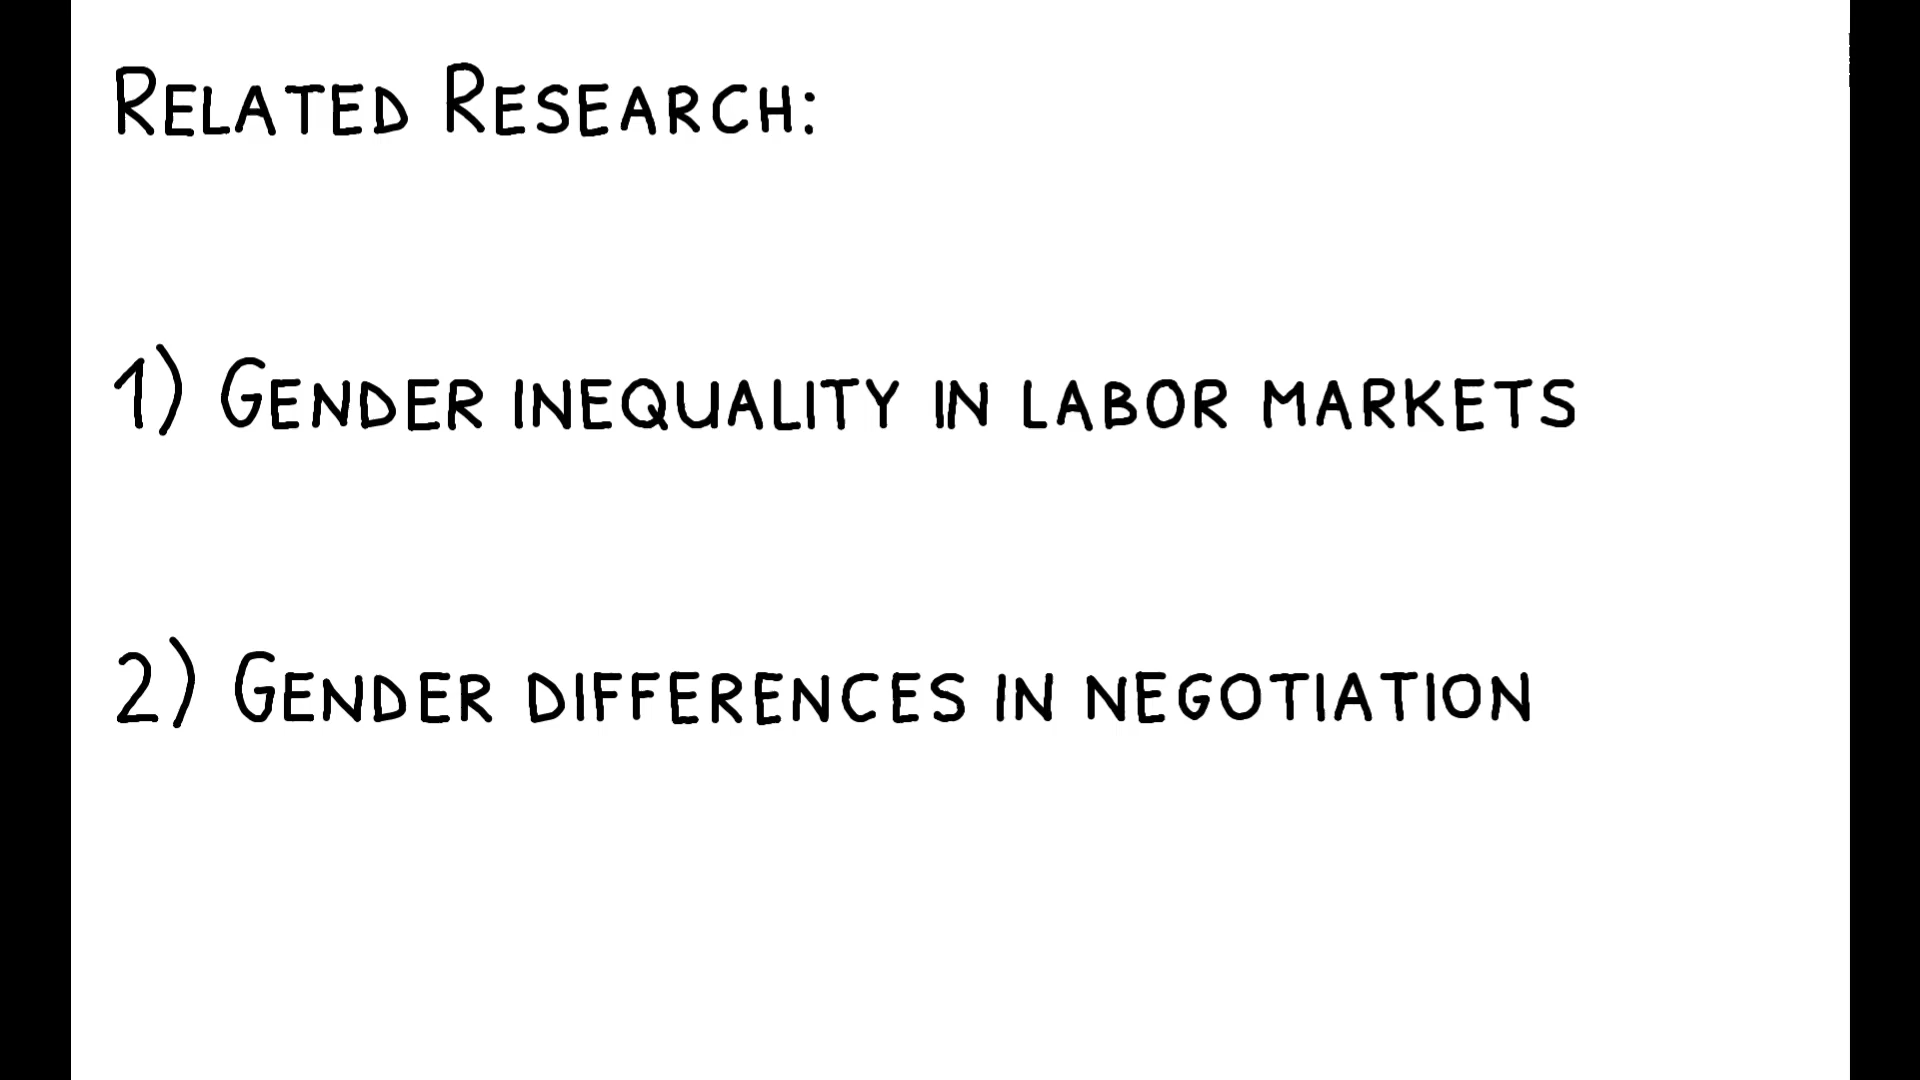 Related Research:
1) Gender inequality in labor markets
2) Gender differences in negotiation